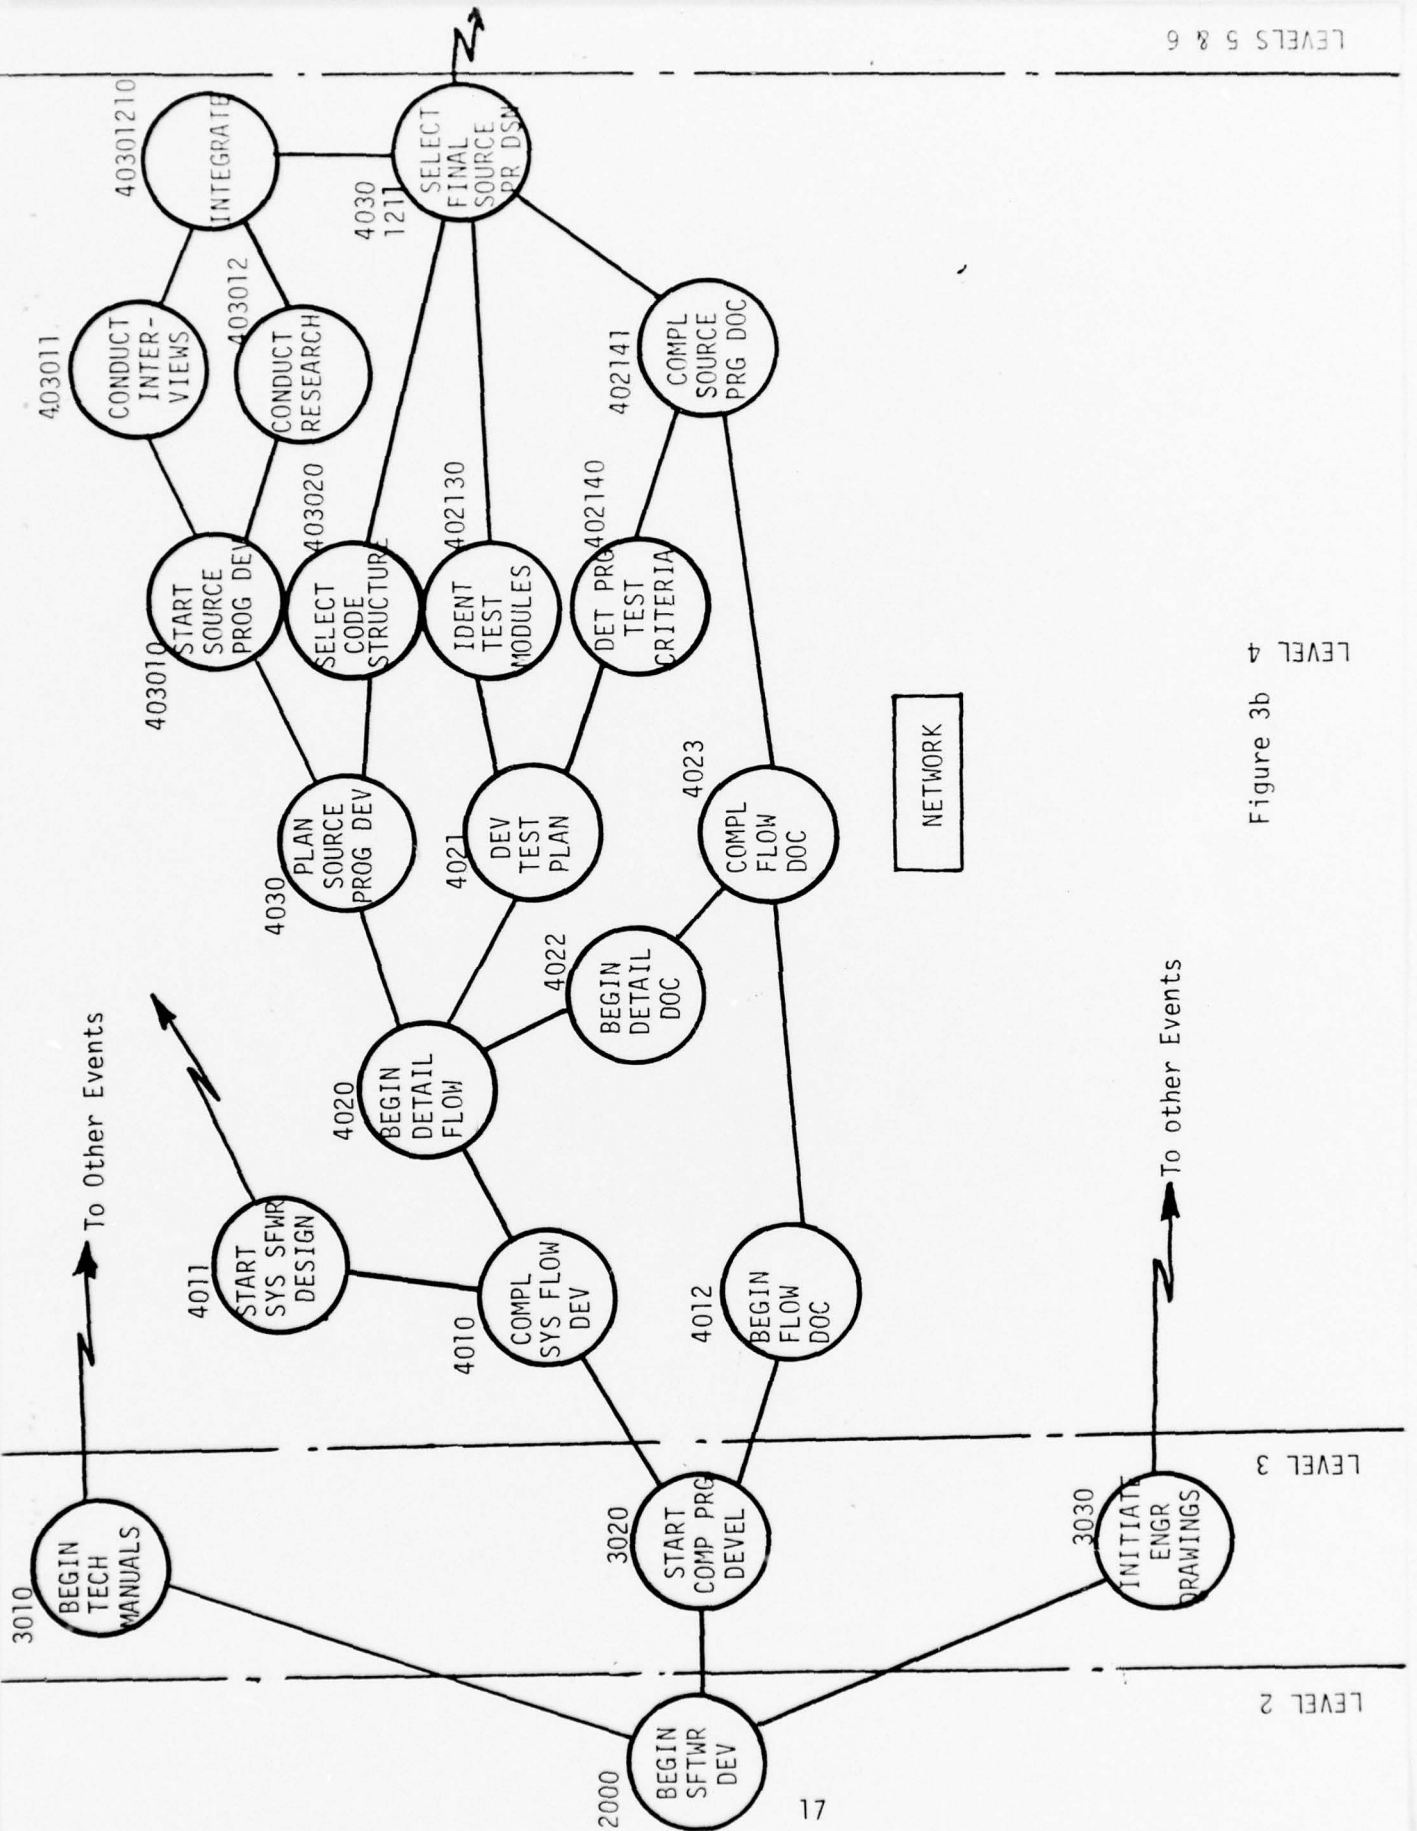 LEVEL 2
LEVEL 3
LEVEL 4
LEVELS 5 & 6
2000
BEGIN
SFTWR
DEV
3010
BEGIN
TECH
MANUALS
To Other Events
3020
START
COMP PRG
DEVEL
3030
INITIATE
ENGR
DRAWINGS
To other Events
4011
START
SYS SFWR
DESIGN
4010
COMPL
SYS FLOW
DEV
4012
BEGIN
FLOW
DOC
4020
BEGIN
DETAIL
FLOW
4022
BEGIN
DETAIL
DOC
4030
PLAN
SOURCE
PROG DEV
4021
DEV
TEST
PLAN
4023
COMPL
FLOW
DOC
403010
START
SOURCE
PROG DEV
403020
SELECT
CODE
STRUCTURE
402130
IDENT
TEST
MODULES
402140
DET PRG
TEST
CRITERIA
403011
CONDUCT
INTER-
VIEWS
403012
CONDUCT
RESEARCH
402141
COMPL
SOURCE
PRG DOC
40301210
INTEGRATE
4030
1211
SELECT
FINAL
SOURCE
PR DSN
NETWORK
Figure 3b
17